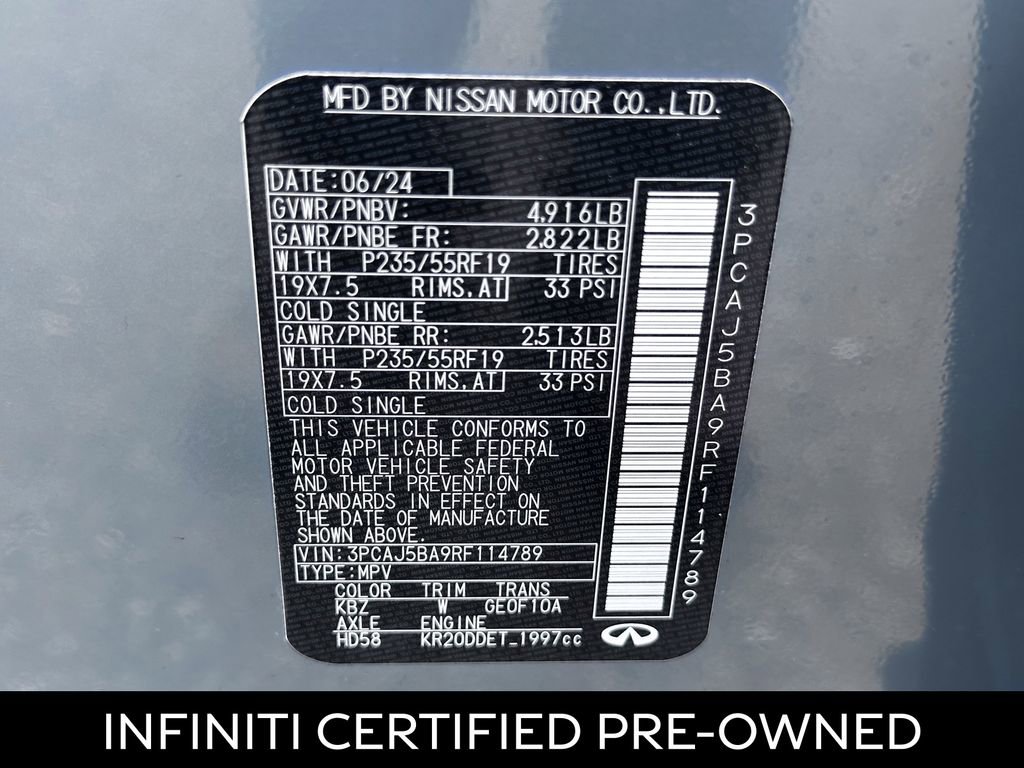 MFD BY NISSAN MOTOR CO.,LTD.
DATE:06/24
GVWR/PNBV: 4,916LB
GAWR/PNBE FR: 2,822LB
WITH P235/55RF19 TIRES
19X7.5 RIMS,AT 33 PSI
COLD SINGLE
GAWR/PNBE RR: 2,513LB
WITH P235/55RF19 TIRES
19X7.5 RIMS,AT 33 PSI
COLD SINGLE
THIS VEHICLE CONFORMS TO
ALL APPLICABLE FEDERAL
MOTOR VEHICLE SAFETY
AND THEFT PREVENTION
STANDARDS IN EFFECT ON
THE DATE OF MANUFACTURE
SHOWN ABOVE.
VIN:3PCAJ5BA9RF114789
TYPE:MPV
COLOR TRIM TRANS
KBZ W GE0F10A
AXLE ENGINE
HD58 KR20DDET_1997cc
3PCAJ5BA9RF114789
INFINITI CERTIFIED PRE-OWNED